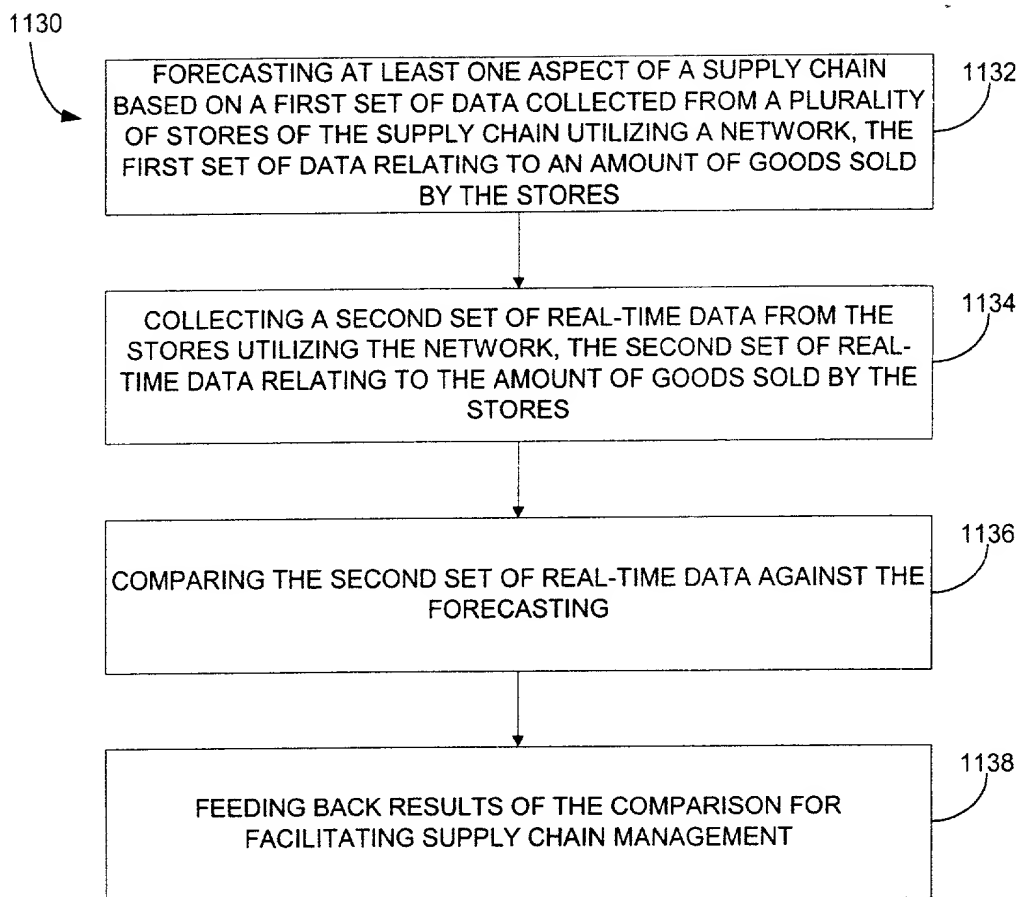 1130
FORECASTING AT LEAST ONE ASPECT OF A SUPPLY CHAIN
BASED ON A FIRST SET OF DATA COLLECTED FROM A PLURALITY
OF STORES OF THE SUPPLY CHAIN UTILIZING A NETWORK, THE
FIRST SET OF DATA RELATING TO AN AMOUNT OF GOODS SOLD
BY THE STORES
1132
COLLECTING A SECOND SET OF REAL-TIME DATA FROM THE
STORES UTILIZING THE NETWORK, THE SECOND SET OF REAL-
TIME DATA RELATING TO THE AMOUNT OF GOODS SOLD BY THE
STORES
1134
COMPARING THE SECOND SET OF REAL-TIME DATA AGAINST THE
FORECASTING
1136
FEEDING BACK RESULTS OF THE COMPARISON FOR
FACILITATING SUPPLY CHAIN MANAGEMENT
1138